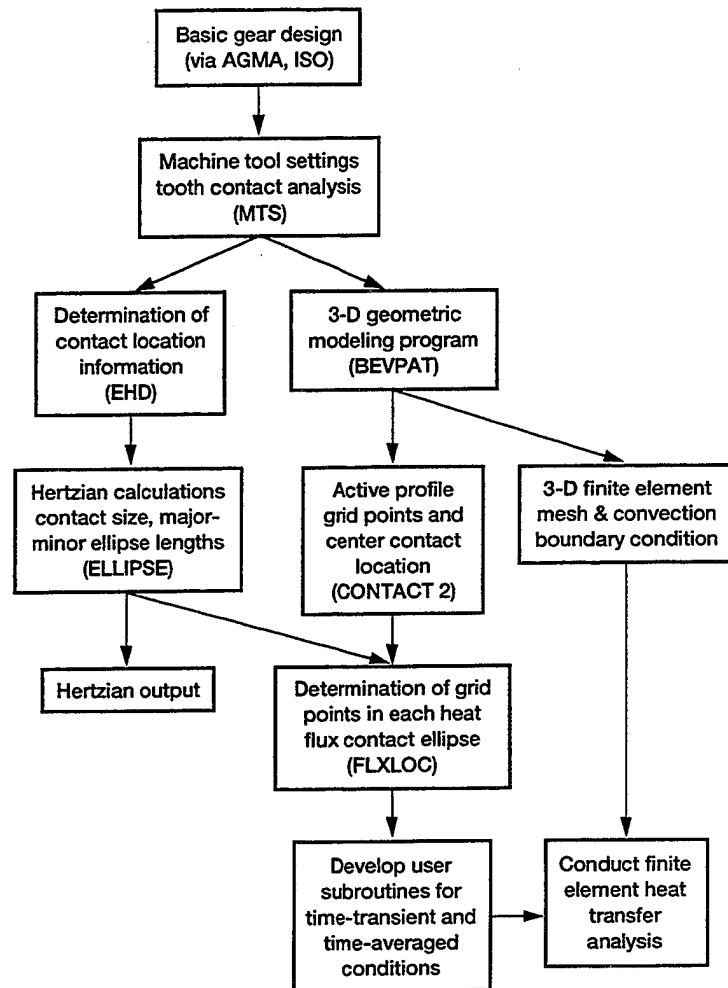 Basic gear design
(via AGMA, ISO)
Machine tool settings
tooth contact analysis
(MTS)
Determination of
contact location
information
(EHD)
3-D geometric
modeling program
(BEVPAT)
Hertzian calculations
contact size, major-
minor ellipse lengths
(ELLIPSE)
Active profile
grid points and
center contact
location
(CONTACT 2)
3-D finite element
mesh & convection
boundary condition
Hertzian output
Determination of grid
points in each heat
flux contact ellipse
(FLXLOC)
Develop user
subroutines for
time-transient and
time-averaged
conditions
Conduct finite
element heat
transfer
analysis